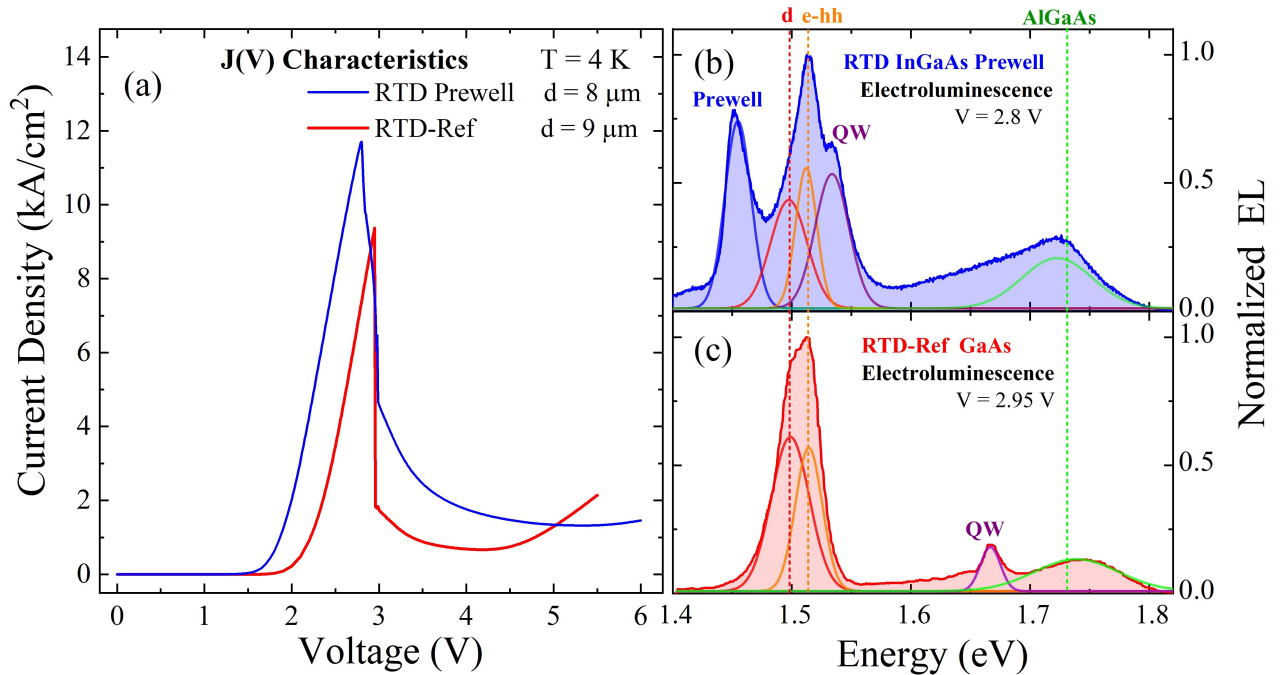 (a)
J(V) Characteristics T = 4 K
RTD Prewell d = 8 μm
RTD-Ref d = 9 μm
Current Density (kA/cm²)
14
12
10
8
6
4
2
0
0 1 2 3 4 5 6
Voltage (V)
d e-hh AlGaAs
(b)
RTD InGaAs Prewell
Electroluminescence
V = 2.8 V
Prewell
QW
1.0
0.5
0.0
(c)
RTD-Ref GaAs
Electroluminescence
V = 2.95 V
QW
1.0
0.5
0.0
Normalized EL
1.4 1.5 1.6 1.7 1.8
Energy (eV)